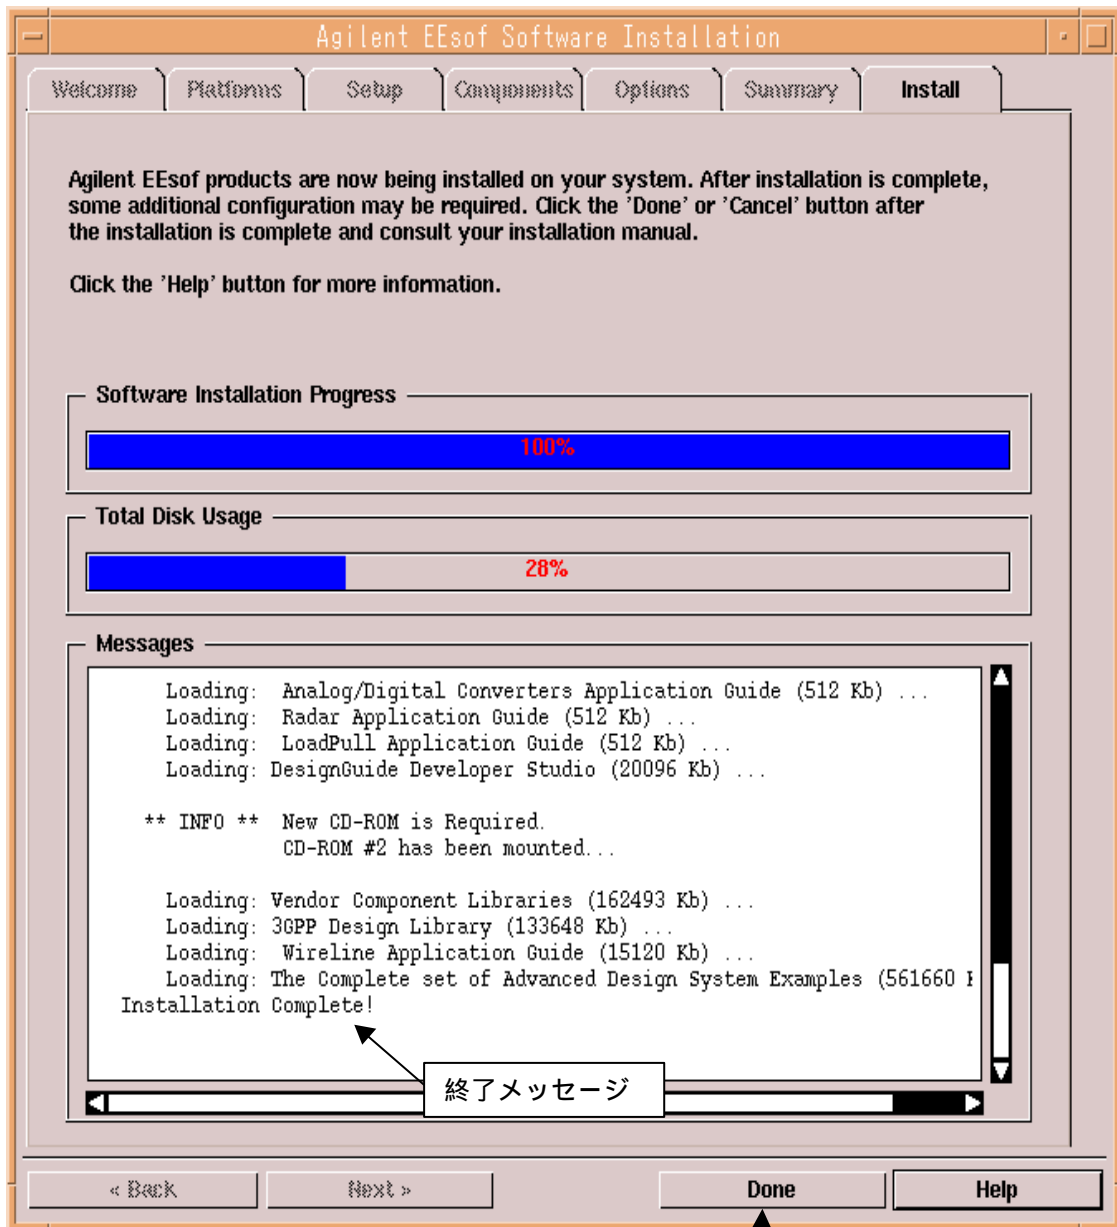 Agilent EEsof Software Installation
Welcome Platforms Setup Components Options Summary Install
Agilent EEsof products are now being installed on your system. After installation is complete,
some additional configuration may be required. Click the 'Done' or 'Cancel' button after
the installation is complete and consult your installation manual.
Click the 'Help' button for more information.
Software Installation Progress
100%
Total Disk Usage
28%
Messages
Loading: Analog/Digital Converters Application Guide (512 Kb) ...
Loading: Radar Application Guide (512 Kb) ...
Loading: LoadPull Application Guide (512 Kb) ...
Loading: DesignGuide Developer Studio (20096 Kb) ...
** INFO ** New CD-ROM is Required.
CD-ROM #2 has been mounted...
Loading: Vendor Component Libraries (162493 Kb) ...
Loading: 3GPP Design Library (133648 Kb) ...
Loading: Wireline Application Guide (15120 Kb) ...
Loading: The Complete set of Advanced Design System Examples (561660
Installation Complete!
終了メッセージ
« Back Next » Done Help